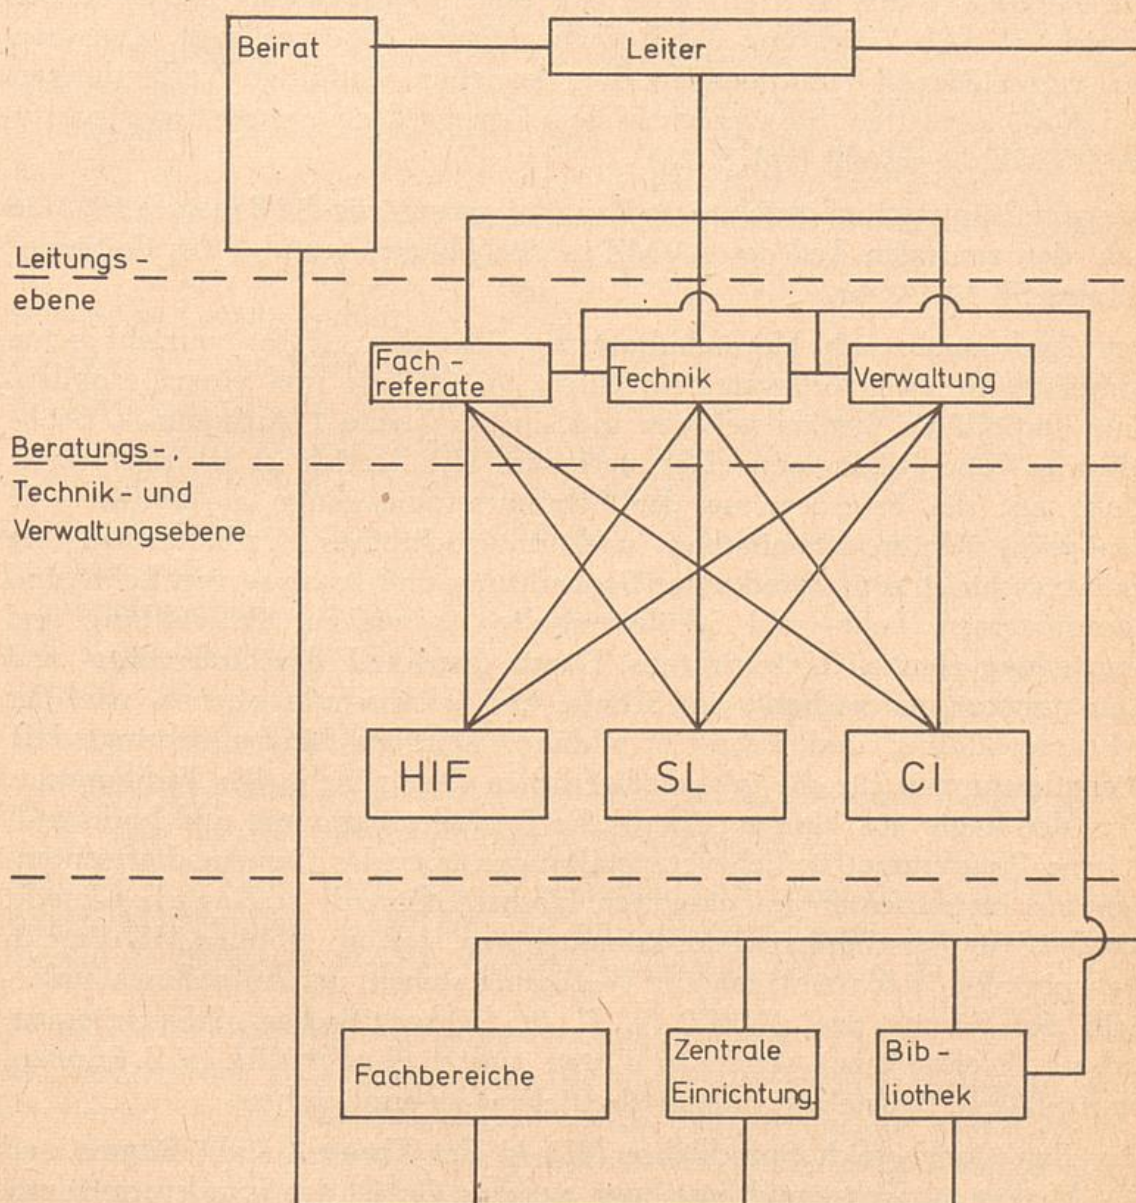 Beirat
Leiter
Leitungs-
ebene
Fach-
referate
Technik
Verwaltung
Beratungs-,
Technik- und
Verwaltungsebene
HIF
SL
CI
Fachbereiche
Zentrale
Einrichtung.
Bib-
liothek